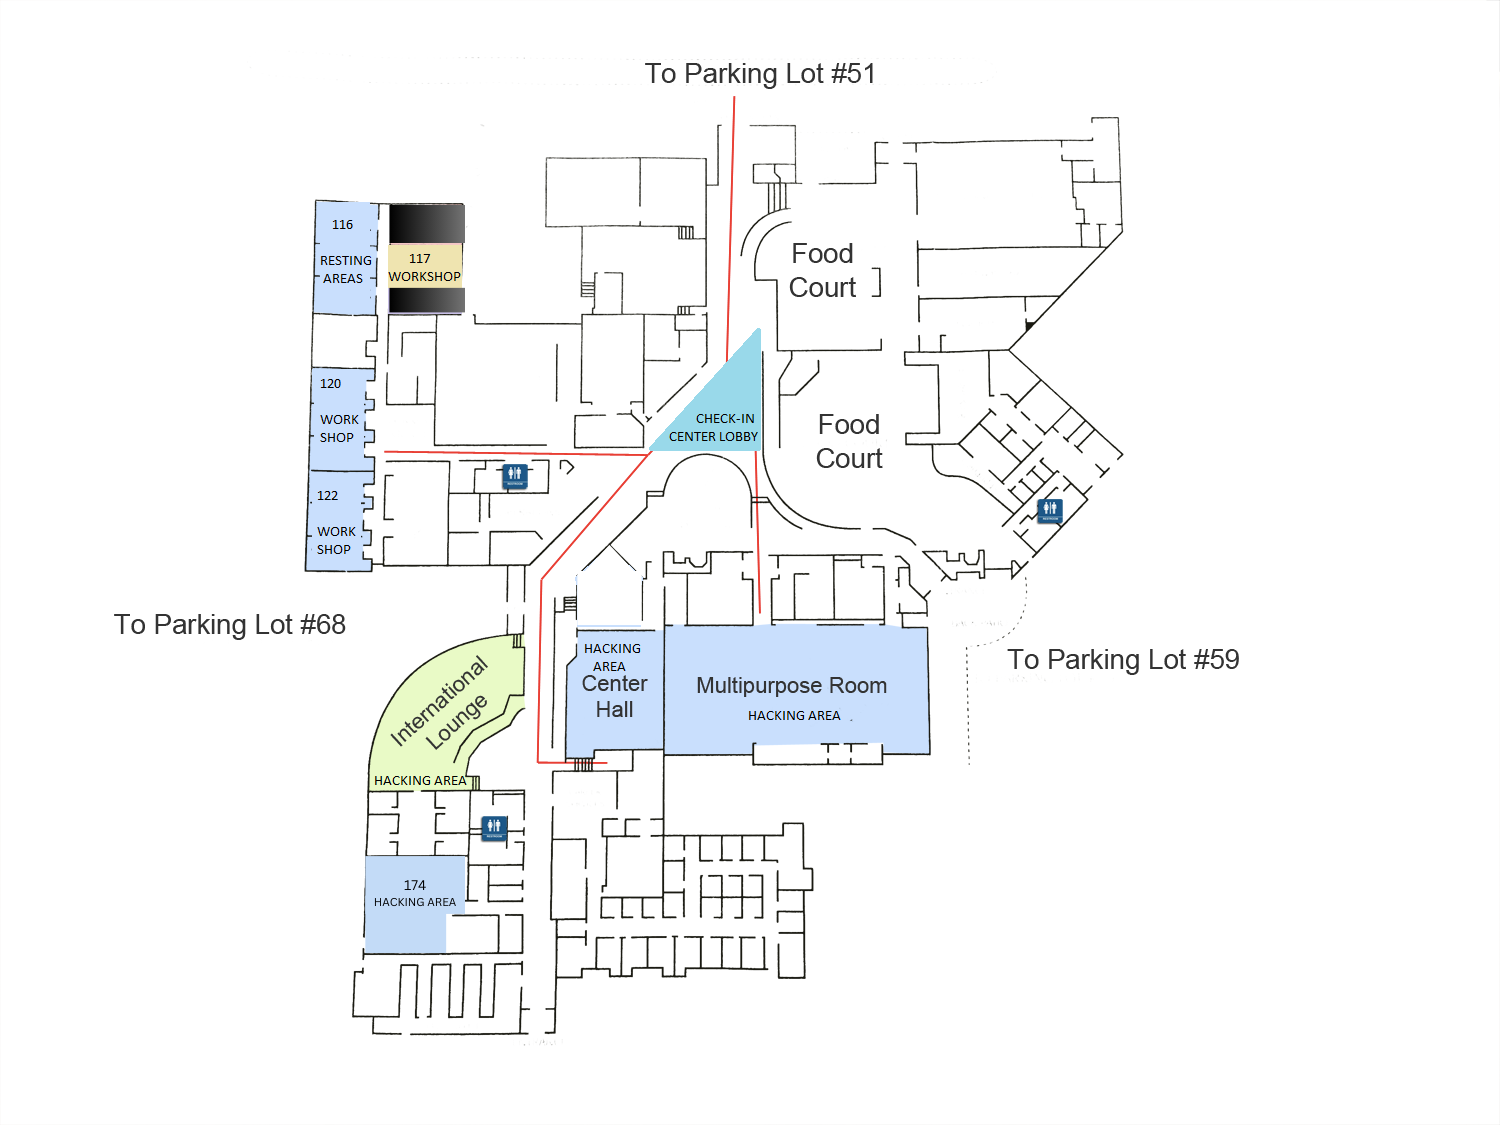 To Parking Lot #51
116
RESTING
AREAS
117
WORKSHOP
Food
Court
120
WORK
SHOP
CHECK-IN
CENTER LOBBY
Food
Court
122
WORK
SHOP
To Parking Lot #68
To Parking Lot #59
International
Lounge
HACKING AREA
HACKING
AREA
Center
Hall
Multipurpose Room
HACKING AREA
174
HACKING AREA